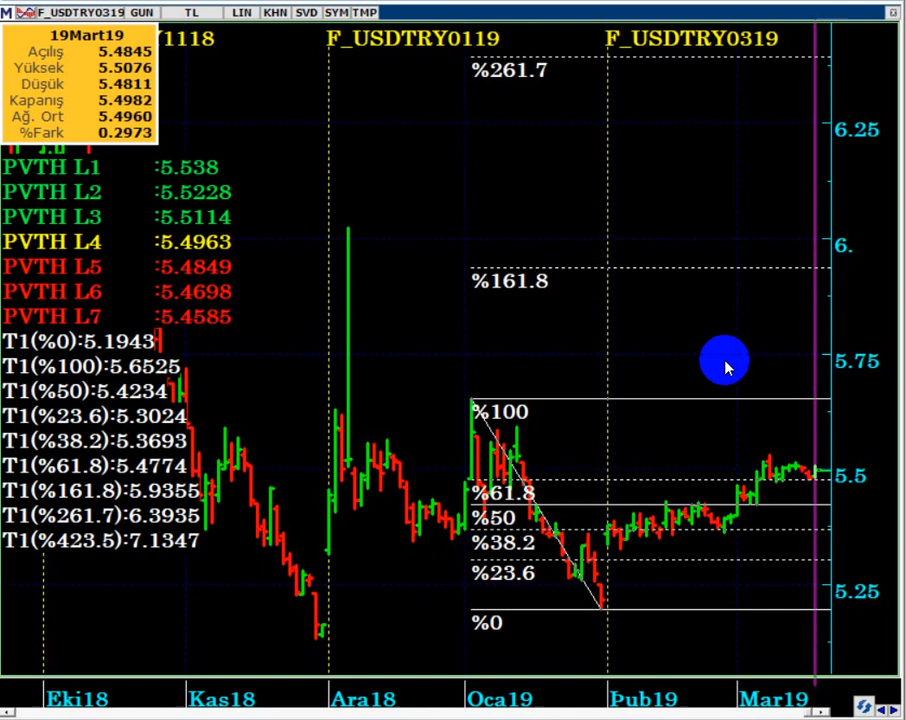 M F_USDTRY0319 GUN TL LIN KHN SVD SYM TMP
Y1118 F_USDTRY0119 F_USDTRY0319
19Mart19
Açılış 5.4845
Yüksek 5.5076
Düşük 5.4811
Kapanış 5.4982
Ağ. Ort 5.4960
%Fark 0.2973
PVTH L1 :5.538
PVTH L2 :5.5228
PVTH L3 :5.5114
PVTH L4 :5.4963
PVTH L5 :5.4849
PVTH L6 :5.4698
PVTH L7 :5.4585
T1(%0):5.1943
T1(%100):5.6525
T1(%50):5.4234
T1(%23.6):5.3024
T1(%38.2):5.3693
T1(%61.8):5.4774
T1(%161.8):5.9355
T1(%261.7):6.3935
T1(%423.5):7.1347
%261.7
%161.8
%100
%61.8
%50
%38.2
%23.6
%0
6.25
6.
5.75
5.5
5.25
Eki18 Kas18 Ara18 Oca19 Þub19 Mar19